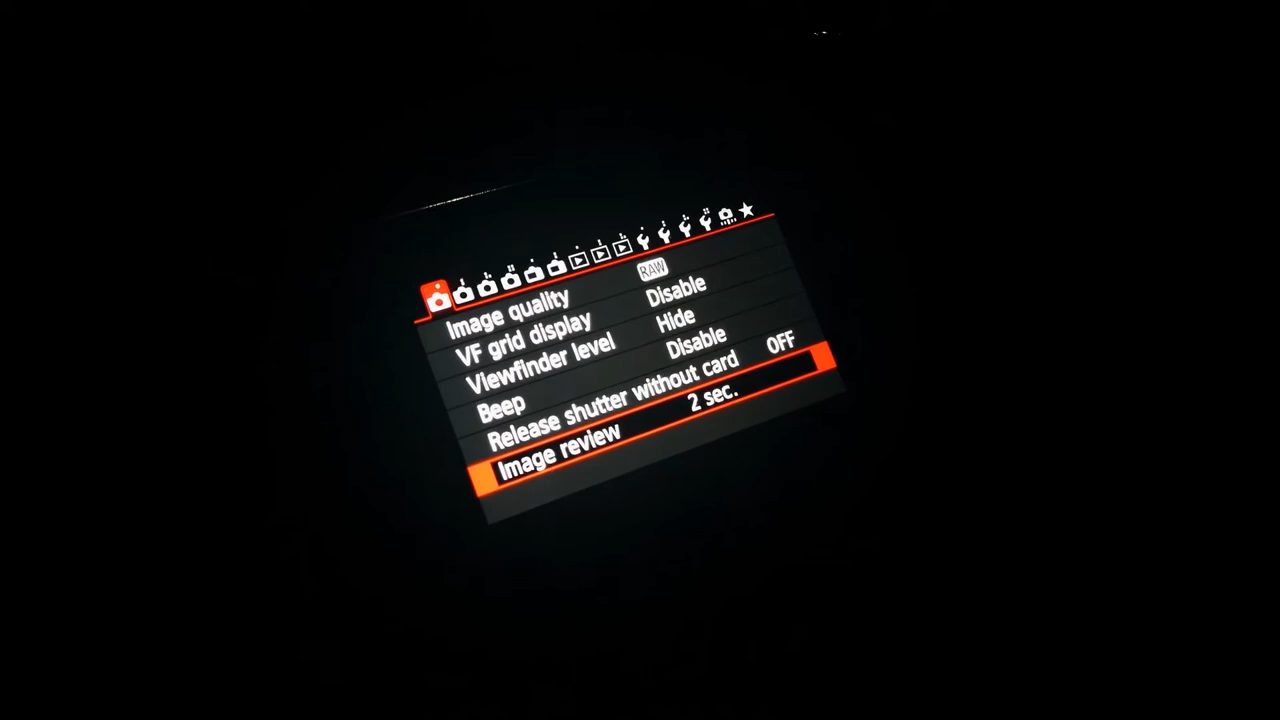 Image quality RAW
VF grid display Disable
Viewfinder level Hide
Beep Disable
Release shutter without card OFF
Image review 2 sec.